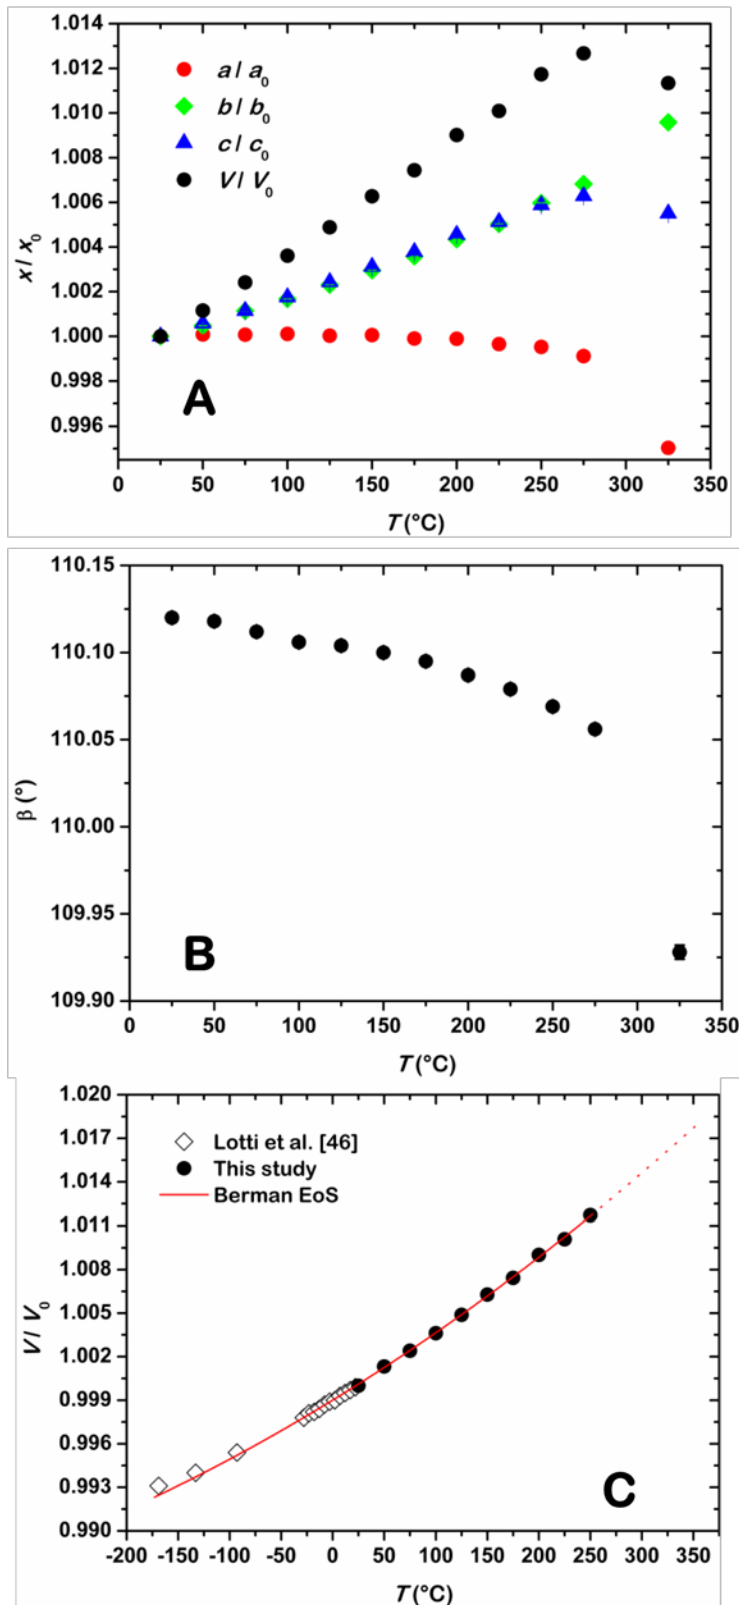 1.014
1.012
1.010
1.008
1.006
1.004
1.002
1.000
0.998
0.996
x / x0
a / a0
b / b0
c / c0
V / V0
A
0 50 100 150 200 250 300 350
T (°C)
110.15
110.10
110.05
110.00
109.95
109.90
β (°)
B
0 50 100 150 200 250 300 350
T (°C)
1.020
1.017
1.014
1.011
1.008
1.005
1.002
0.999
0.996
0.993
0.990
V / V0
Lotti et al. [46]
This study
Berman EoS
C
-200 -150 -100 -50 0 50 100 150 200 250 300 350
T (°C)